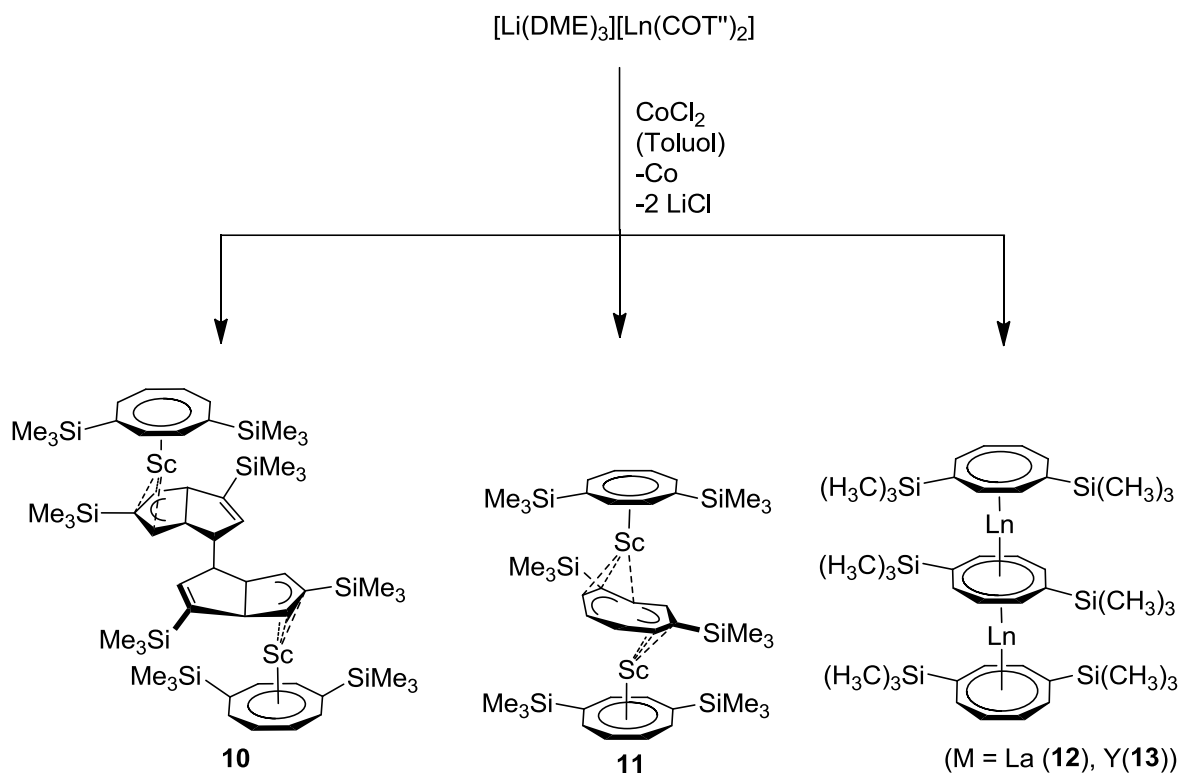 [Li(DME)3][Ln(COT")2]
CoCl2
(Toluol)
-Co
-2 LiCl
Me3Si
SiMe3
Sc
SiMe3
Me3Si
SiMe3
Me3Si
Sc
Me3Si
SiMe3
10
Me3Si
SiMe3
Sc
Me3Si
SiMe3
Sc
Me3Si
SiMe3
11
(H3C)3Si
Si(CH3)3
Ln
(H3C)3Si
Si(CH3)3
Ln
(H3C)3Si
Si(CH3)3
(M = La (12), Y(13))